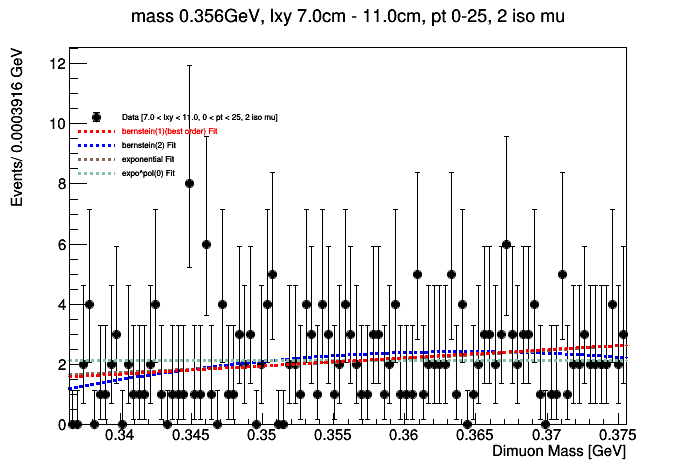 mass 0.356GeV, lxy 7.0cm - 11.0cm, pt 0-25, 2 iso mu
Events/ 0.0003916 GeV
12
10
8
6
4
2
0
Data [7.0 < lxy < 11.0, 0 < pt < 25, 2 iso mu]
bernstein(1)(best order) Fit
bernstein(2) Fit
exponential Fit
expo*pol(0) Fit
0.34 0.345 0.35 0.355 0.36 0.365 0.37 0.375
Dimuon Mass [GeV]